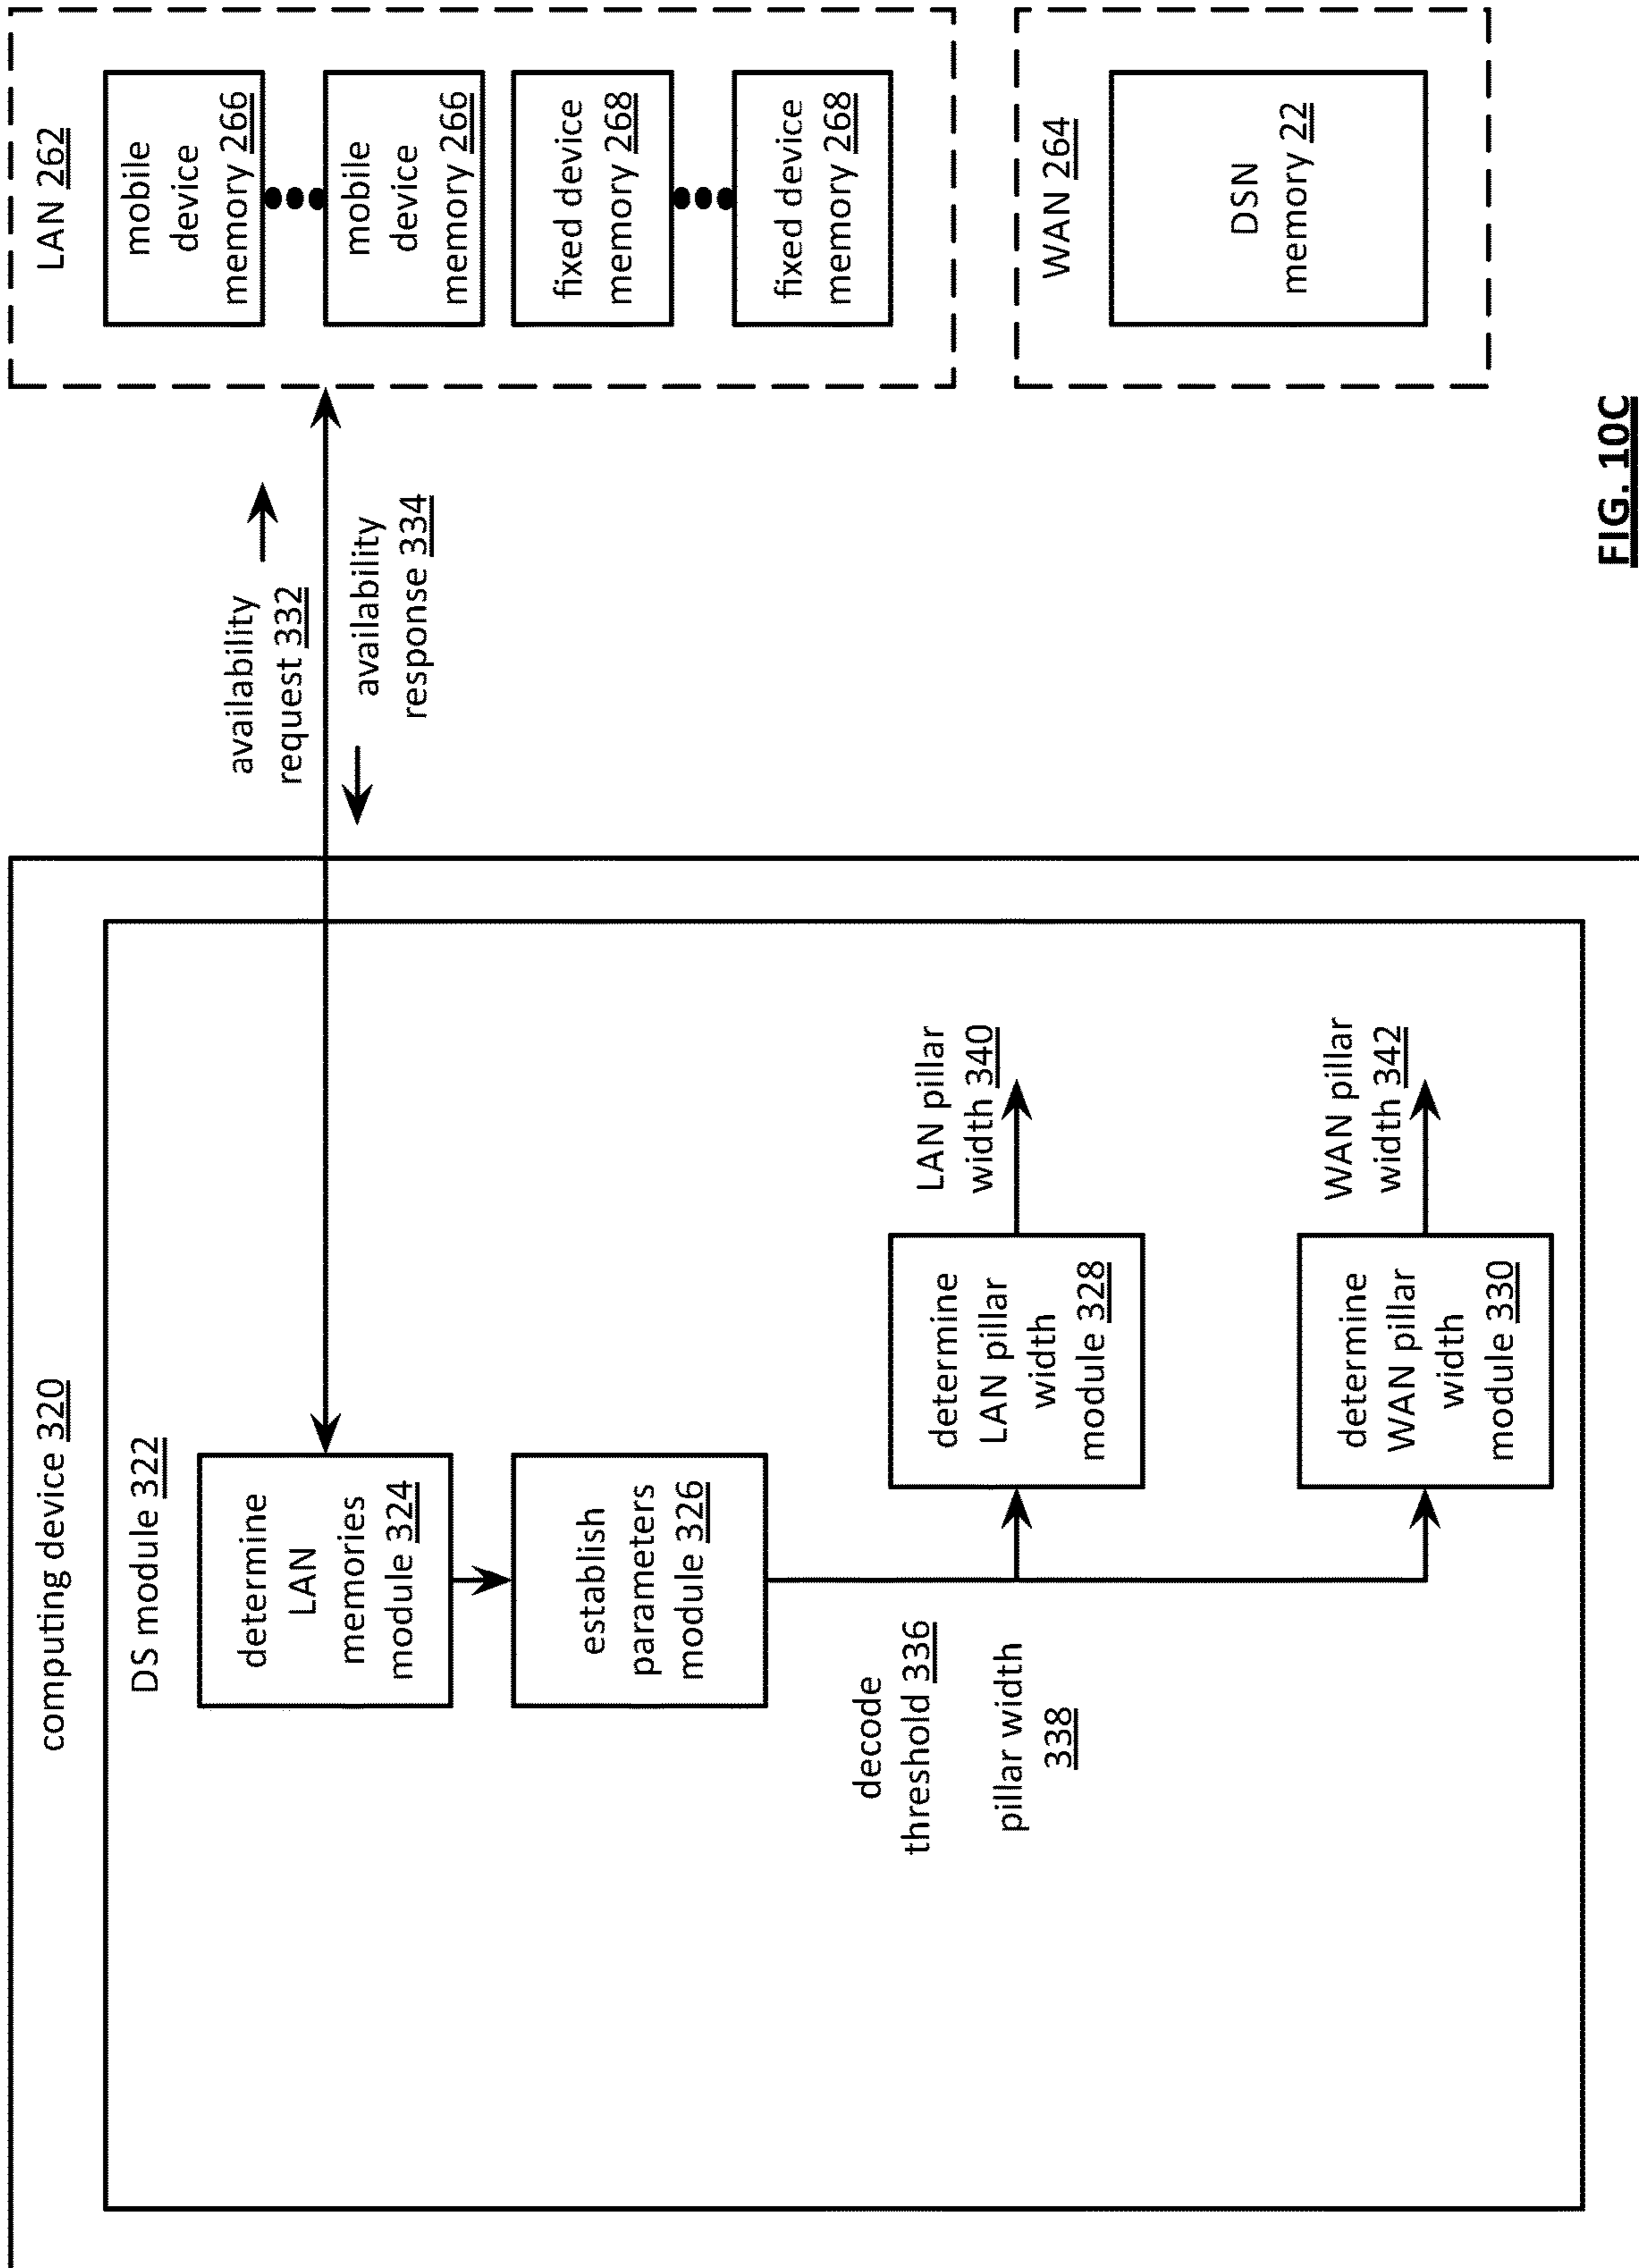 computing device 320
DS module 322
determine
LAN
memories
module 324
establish
parameters
module 326
decode
threshold 336
pillar width
338
determine
LAN pillar
width
module 328
LAN pillar
width 340
determine
WAN pillar
width
module 330
WAN pillar
width 342
availability
request 332
availability
response 334
LAN 262
mobile
device
memory 266
mobile
device
memory 266
fixed device
memory 268
fixed device
memory 268
WAN 264
DSN
memory 22
FIG. 10C